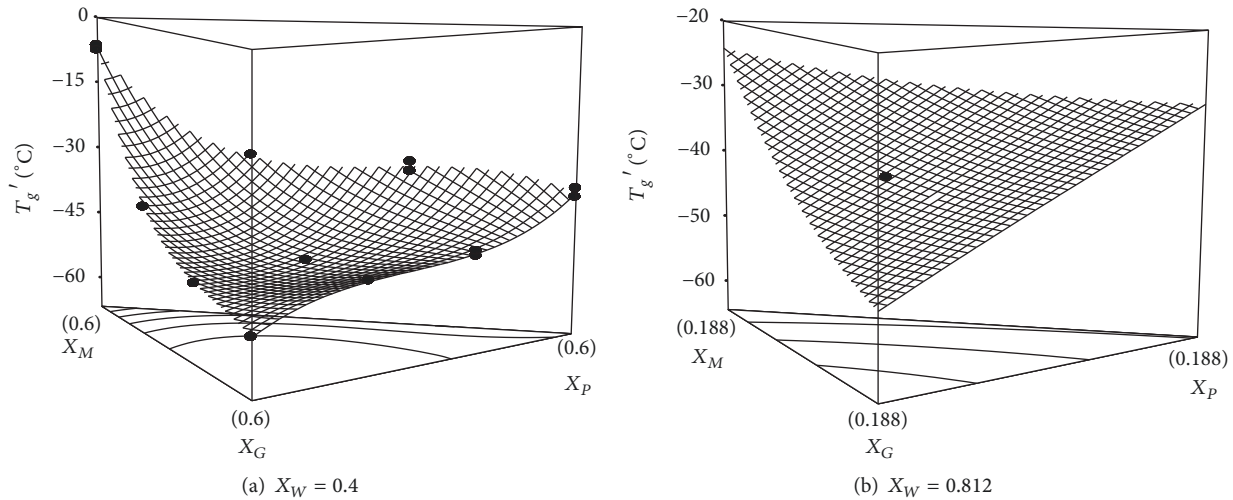 0
−15
−30
−45
−60
T_g′ (°C)
(0.6)
X_M
(0.6)
X_G
(0.6)
X_P
(a) X_W = 0.4
−20
−30
−40
−50
−60
T_g′ (°C)
(0.188)
X_M
(0.188)
X_G
(0.188)
X_P
(b) X_W = 0.812